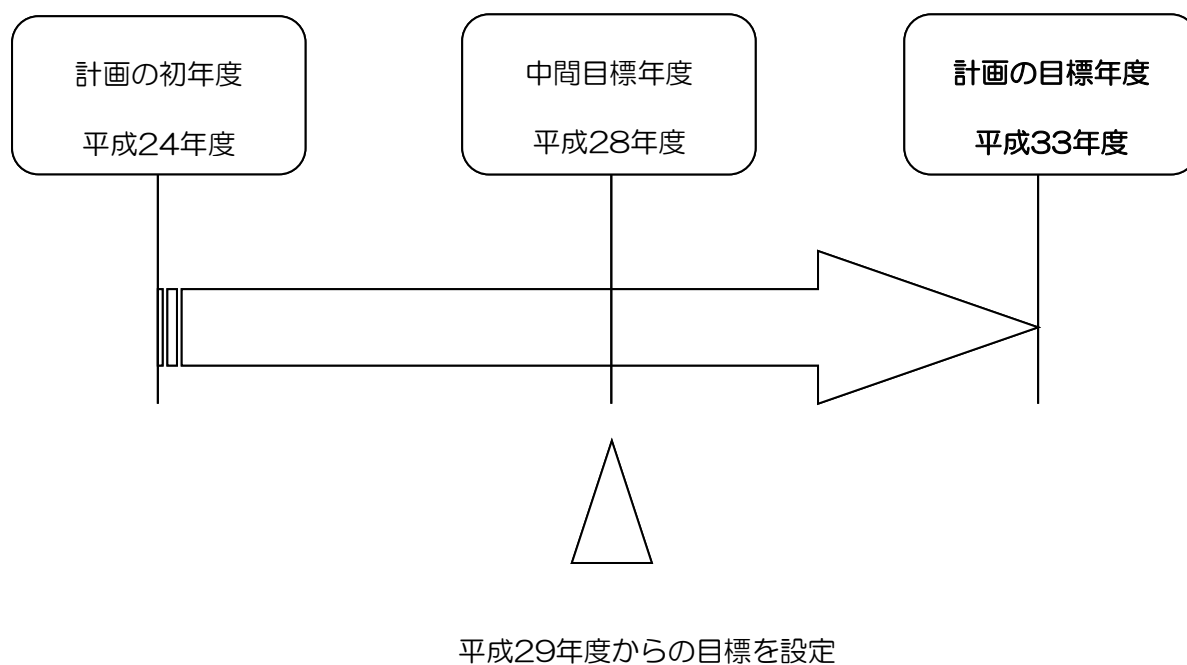 計画の初年度
平成24年度
中間目標年度
平成28年度
計画の目標年度
平成33年度
平成29年度からの目標を設定